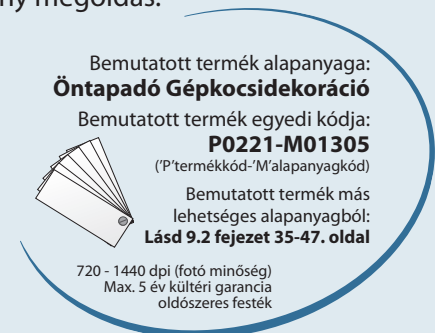 ny megoldás.
Bemutatott termék alapanyaga:
Öntapadó Gépkocsidekoráció
Bemutatott termék egyedi kódja:
P0221-M01305
('P'termékkód-'M'alapanyagkód)
Bemutatott termék más
lehetséges alapanyagból:
Lásd 9.2 fejezet 35-47. oldal
720 - 1440 dpi (fotó minőség)
Max. 5 év kültéri garancia
oldószeres festék